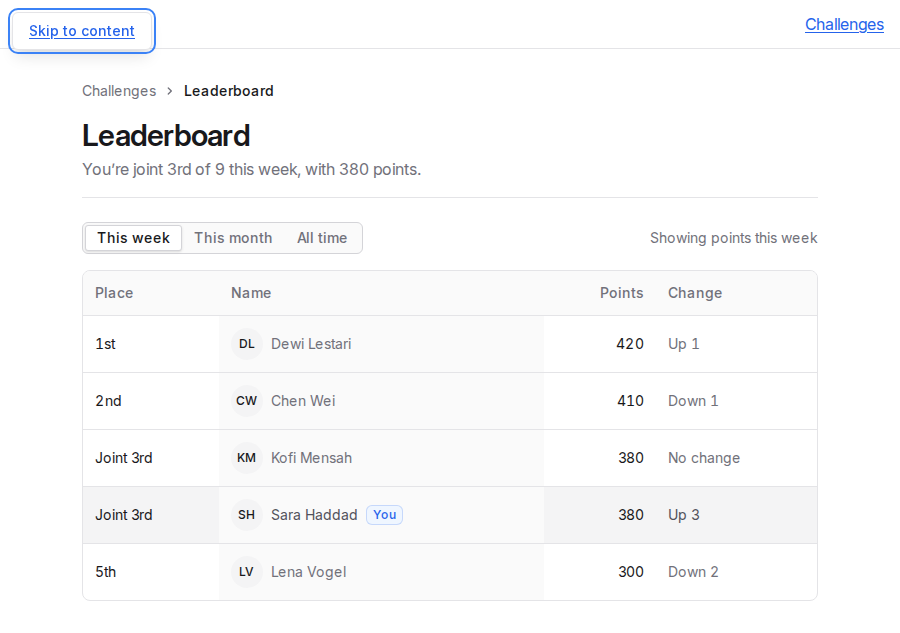 Skip to content
Challenges
Challenges > Leaderboard
Leaderboard
You’re joint 3rd of 9 this week, with 380 points.
This week This month All time
Showing points this week
Place Name Points Change
1st DL Dewi Lestari 420 Up 1
2nd CW Chen Wei 410 Down 1
Joint 3rd KM Kofi Mensah 380 No change
Joint 3rd SH Sara Haddad You 380 Up 3
5th LV Lena Vogel 300 Down 2